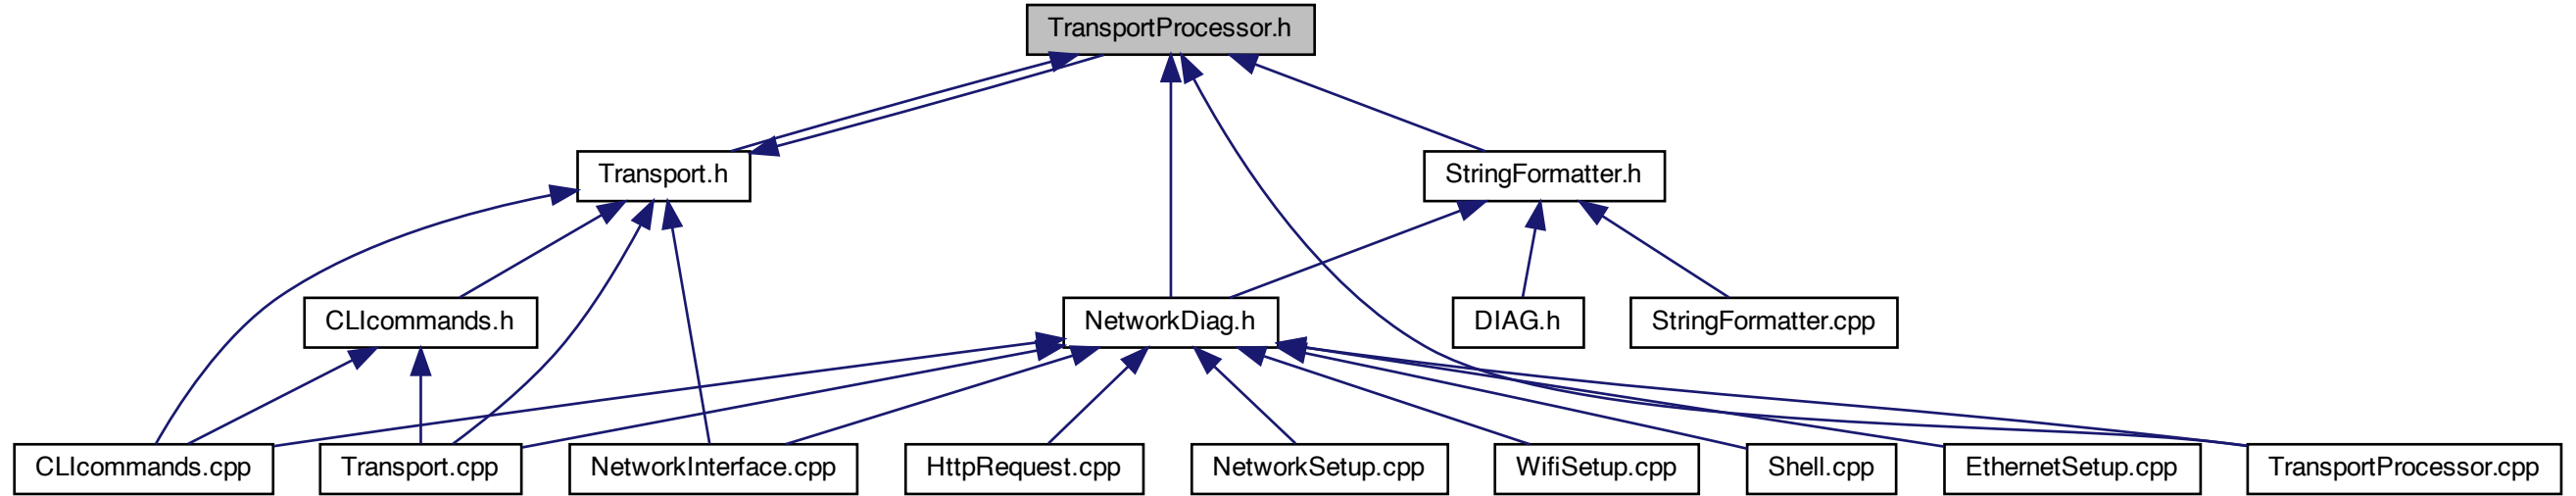 TransportProcessor.h
Transport.h
StringFormatter.h
CLIcommands.h
NetworkDiag.h
DIAG.h
StringFormatter.cpp
CLIcommands.cpp
Transport.cpp
NetworkInterface.cpp
HttpRequest.cpp
NetworkSetup.cpp
WifiSetup.cpp
Shell.cpp
EthernetSetup.cpp
TransportProcessor.cpp